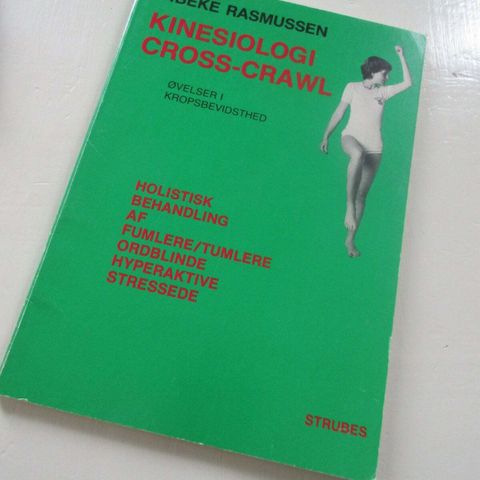 RASMUSSEN
KINESIOLOGI
CROSS-CRAWL
ØVELSER I
KROPSBEVIDSTHED
HOLISTISK
BEHANDLING
AF
FUMLERE/TUMLERE
ORDBLINDE
HYPERAKTIVE
STRESSEDE
STRUBES